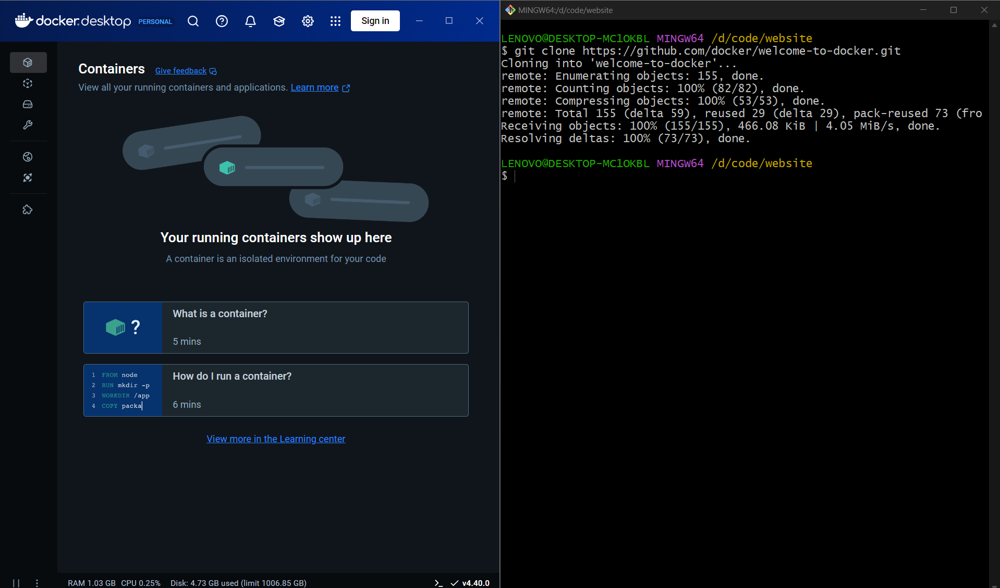 docker.desktop PERSONAL Sign in
Containers Give feedback
View all your running containers and applications. Learn more
Your running containers show up here
A container is an isolated environment for your code
?
What is a container?
5 mins
1 FROM node
2 RUN mkdir -p
3 WORKDIR /app
4 COPY packa
How do I run a container?
6 mins
View more in the Learning center
RAM 1.03 GB CPU 0.25% Disk: 4.73 GB used (limit 1006.85 GB) v4.40.0
MINGW64:/d/code/website
LENOVO@DESKTOP-MC1OKBL MINGW64 /d/code/website
$ git clone https://github.com/docker/welcome-to-docker.git
Cloning into 'welcome-to-docker'...
remote: Enumerating objects: 155, done.
remote: Counting objects: 100% (82/82), done.
remote: Compressing objects: 100% (53/53), done.
remote: Total 155 (delta 59), reused 29 (delta 29), pack-reused 73 (fro
Receiving objects: 100% (155/155), 466.08 KiB | 4.05 MiB/s, done.
Resolving deltas: 100% (73/73), done.
LENOVO@DESKTOP-MC1OKBL MINGW64 /d/code/website
$